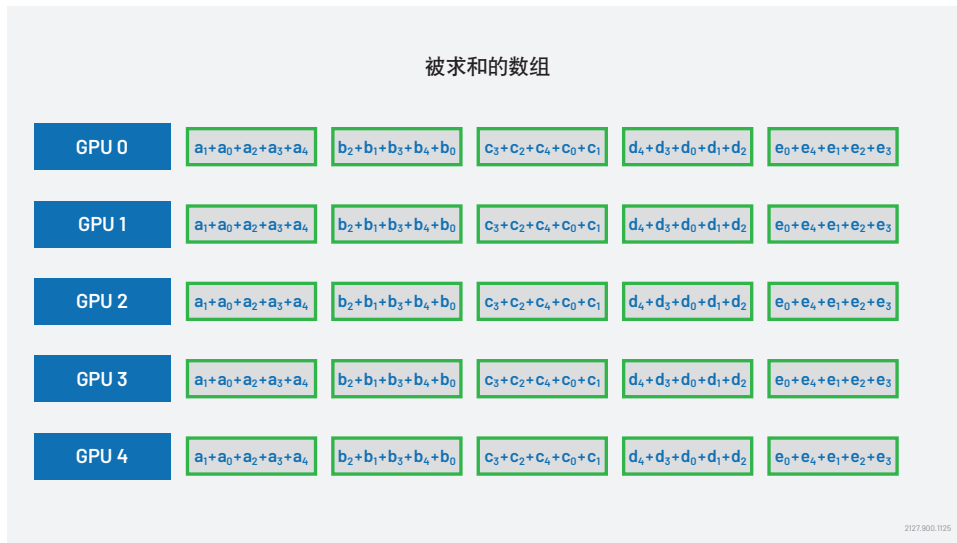 被求和的数组
GPU 0 a₁+a₀+a₂+a₃+a₄ b₂+b₁+b₃+b₄+b₀ c₃+c₂+c₄+c₀+c₁ d₄+d₃+d₀+d₁+d₂ e₀+e₄+e₁+e₂+e₃
GPU 1 a₁+a₀+a₂+a₃+a₄ b₂+b₁+b₃+b₄+b₀ c₃+c₂+c₄+c₀+c₁ d₄+d₃+d₀+d₁+d₂ e₀+e₄+e₁+e₂+e₃
GPU 2 a₁+a₀+a₂+a₃+a₄ b₂+b₁+b₃+b₄+b₀ c₃+c₂+c₄+c₀+c₁ d₄+d₃+d₀+d₁+d₂ e₀+e₄+e₁+e₂+e₃
GPU 3 a₁+a₀+a₂+a₃+a₄ b₂+b₁+b₃+b₄+b₀ c₃+c₂+c₄+c₀+c₁ d₄+d₃+d₀+d₁+d₂ e₀+e₄+e₁+e₂+e₃
GPU 4 a₁+a₀+a₂+a₃+a₄ b₂+b₁+b₃+b₄+b₀ c₃+c₂+c₄+c₀+c₁ d₄+d₃+d₀+d₁+d₂ e₀+e₄+e₁+e₂+e₃
2127.900.1125